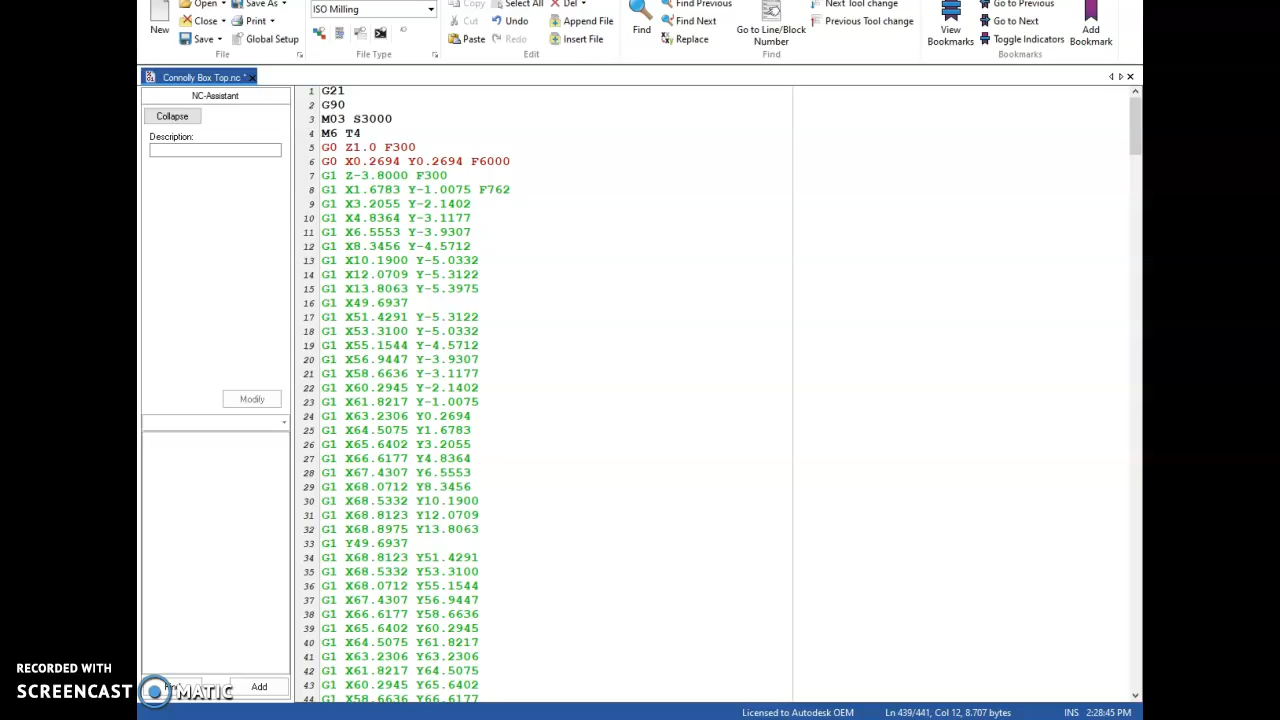 Open Save As ISO Milling Copy Select All Del Find Previous Next Tool change Go to Previous
New Close Print Cut Undo Append File Find Find Next Go to Line/Block Number Previous Tool change View Bookmarks Go to Next Add Bookmark
Save Global Setup Paste Redo Insert File Replace Toggle Indicators
File File Type Edit Find Bookmarks
Connolly Box Top.nc *
NC-Assistant
Collapse
Description:
Modify
Add
1 G21
2 G90
3 M03 S3000
4 M6 T4
5 G0 Z1.0 F300
6 G0 X0.2694 Y0.2694 F6000
7 G1 Z-3.8000 F300
8 G1 X1.6783 Y-1.0075 F762
9 G1 X3.2055 Y-2.1402
10 G1 X4.8364 Y-3.1177
11 G1 X6.5553 Y-3.9307
12 G1 X8.3456 Y-4.5712
13 G1 X10.1900 Y-5.0332
14 G1 X12.0709 Y-5.3122
15 G1 X13.8063 Y-5.3975
16 G1 X49.6937
17 G1 X51.4291 Y-5.3122
18 G1 X53.3100 Y-5.0332
19 G1 X55.1544 Y-4.5712
20 G1 X56.9447 Y-3.9307
21 G1 X58.6636 Y-3.1177
22 G1 X60.2945 Y-2.1402
23 G1 X61.8217 Y-1.0075
24 G1 X63.2306 Y0.2694
25 G1 X64.5075 Y1.6783
26 G1 X65.6402 Y3.2055
27 G1 X66.6177 Y4.8364
28 G1 X67.4307 Y6.5553
29 G1 X68.0712 Y8.3456
30 G1 X68.5332 Y10.1900
31 G1 X68.8123 Y12.0709
32 G1 X68.8975 Y13.8063
33 G1 Y49.6937
34 G1 X68.8123 Y51.4291
35 G1 X68.5332 Y53.3100
36 G1 X68.0712 Y55.1544
37 G1 X67.4307 Y56.9447
38 G1 X66.6177 Y58.6636
39 G1 X65.6402 Y60.2945
40 G1 X64.5075 Y61.8217
41 G1 X63.2306 Y63.2306
42 G1 X61.8217 Y64.5075
43 G1 X60.2945 Y65.6402
44 G1 X58.6636 Y66.6177
RECORDED WITH
SCREENCAST MATIC
Licensed to Autodesk OEM Ln 439/441, Col 12, 8.707 bytes INS 2:28:45 PM